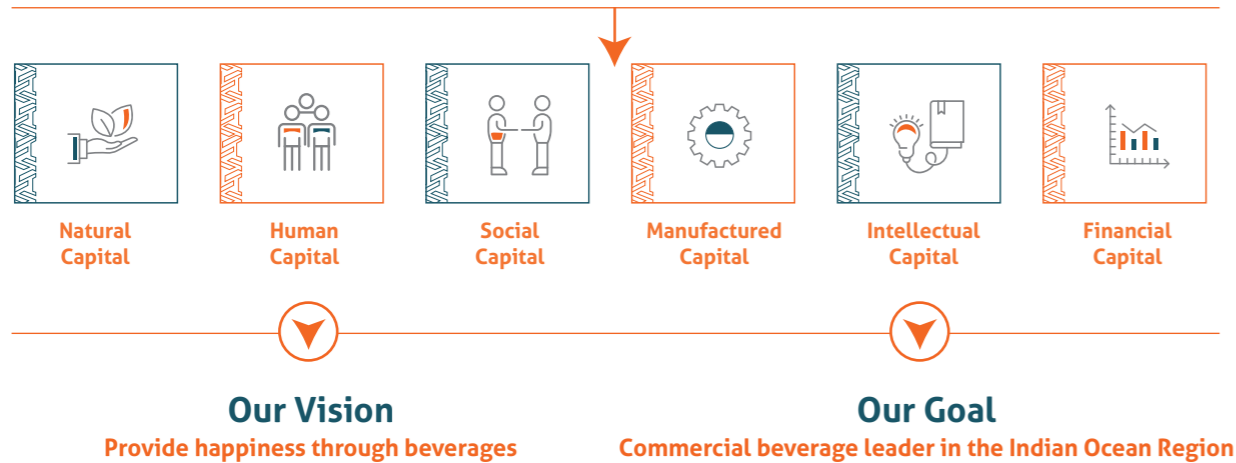 Natural
Capital
Human
Capital
Social
Capital
Manufactured
Capital
Intellectual
Capital
Financial
Capital
Our Vision
Provide happiness through beverages
Our Goal
Commercial beverage leader in the Indian Ocean Region